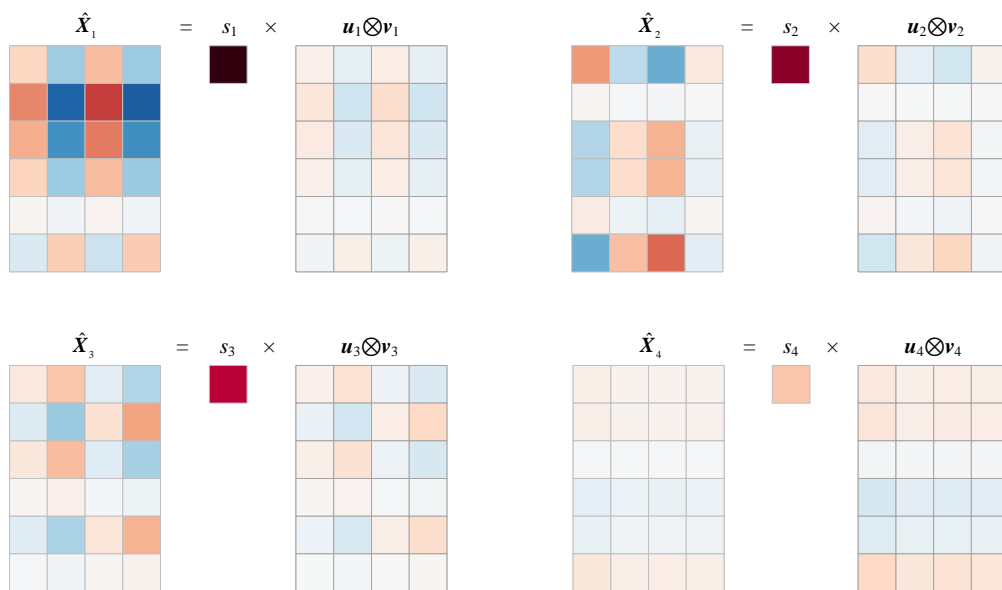 X̂₁ = s₁ × u₁⊗v₁
X̂₂ = s₂ × u₂⊗v₂
X̂₃ = s₃ × u₃⊗v₃
X̂₄ = s₄ × u₄⊗v₄